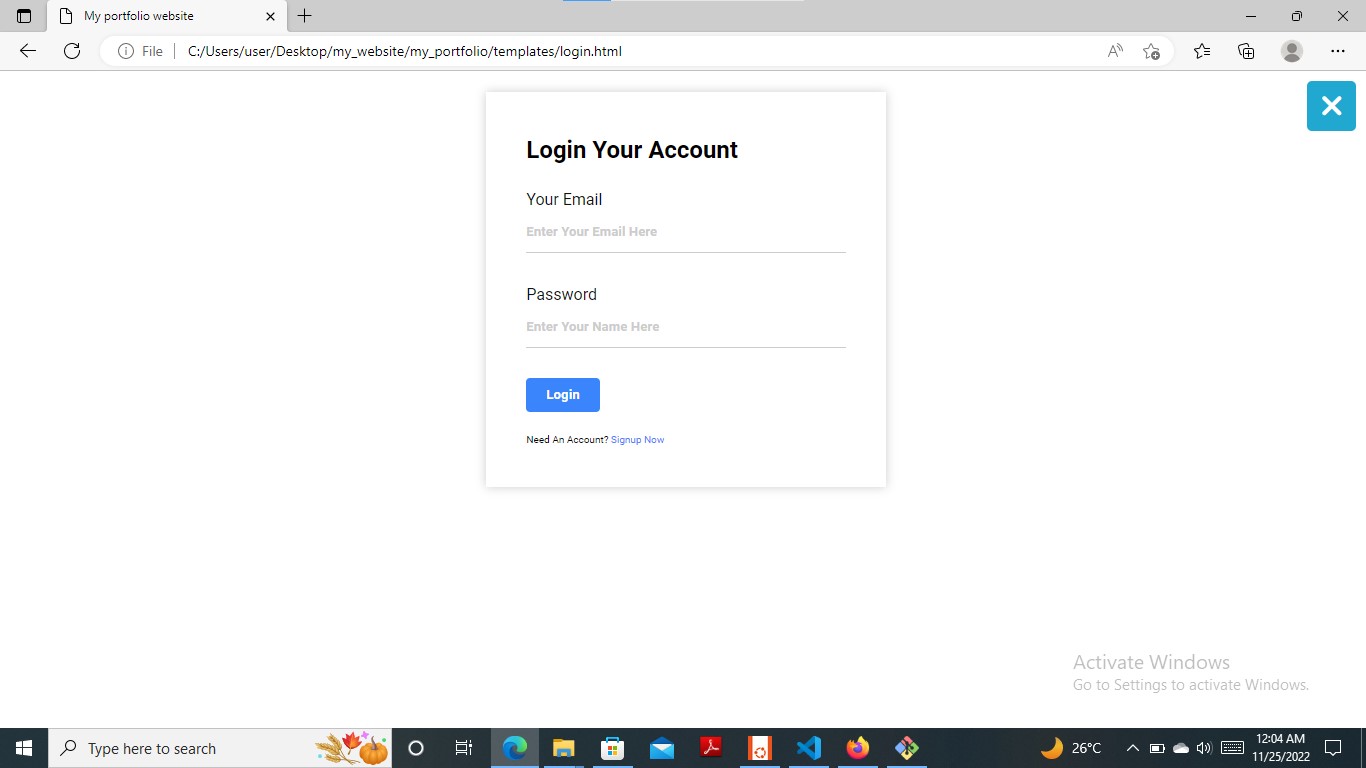 My portfolio website
File
C:/Users/user/Desktop/my_website/my_portfolio/templates/login.html
Login Your Account
Your Email
Enter Your Email Here
Password
Enter Your Name Here
Login
Need An Account? Signup Now
Activate Windows
Go to Settings to activate Windows.
Type here to search
26°C
12:04 AM
11/25/2022